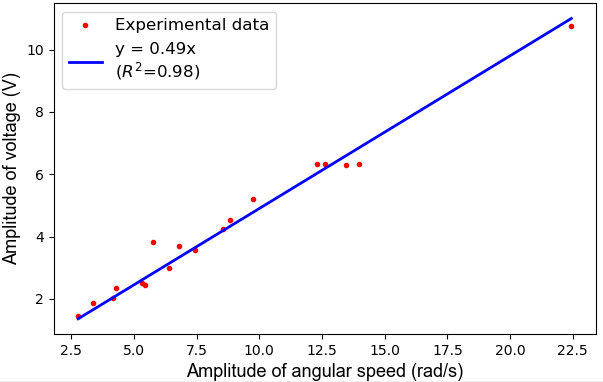 Experimental data
y = 0.49x
(R²=0.98)
Amplitude of voltage (V)
10
8
6
4
2
2.5 5.0 7.5 10.0 12.5 15.0 17.5 20.0 22.5
Amplitude of angular speed (rad/s)